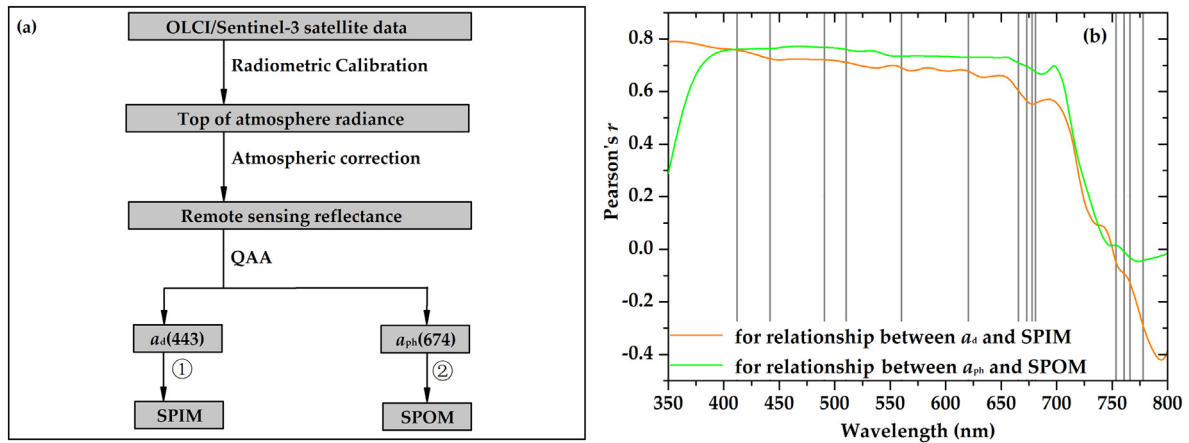 (a)
OLCI/Sentinel-3 satellite data
Radiometric Calibration
Top of atmosphere radiance
Atmospheric correction
Remote sensing reflectance
QAA
ad(443)
aph(674)
①
②
SPIM
SPOM
(b)
Pearson's r
0.8
0.6
0.4
0.2
0.0
-0.2
-0.4
for relationship between ad and SPIM
for relationship between aph and SPOM
350 400 450 500 550 600 650 700 750 800
Wavelength (nm)